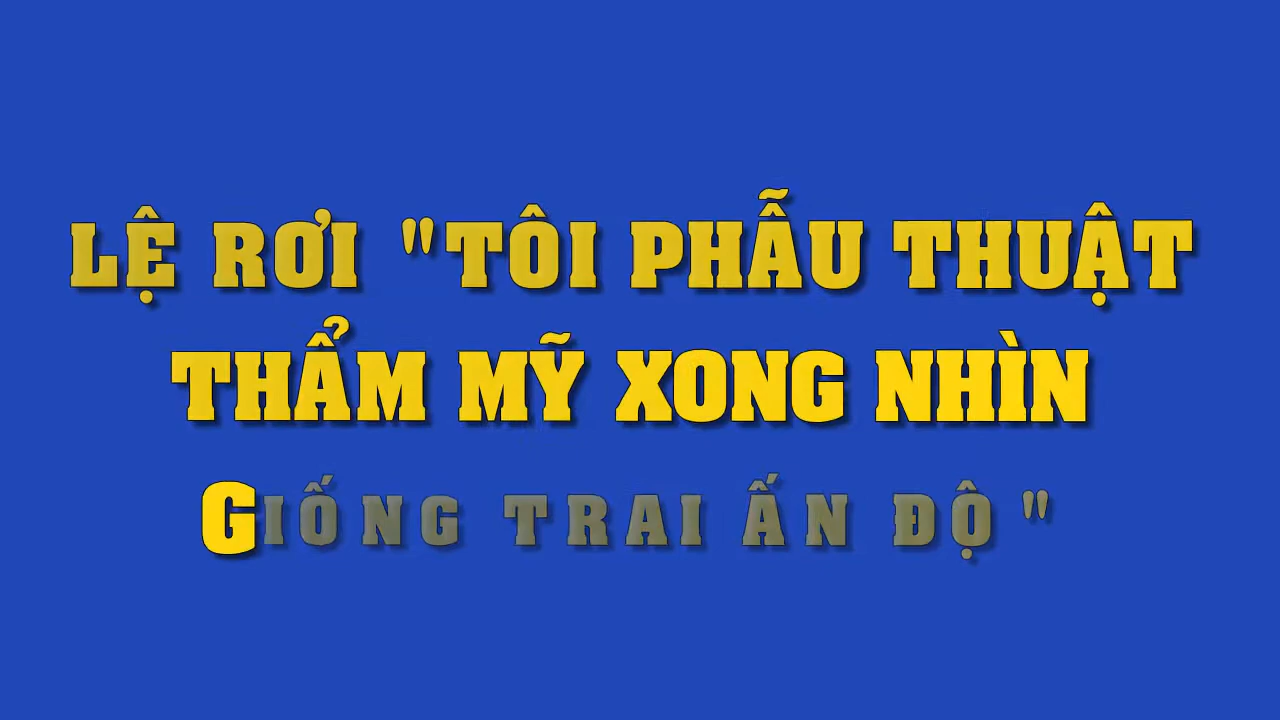 LỆ RƠI "TÔI PHẪU THUẬT
THẨM MỸ XONG NHÌN
GIỐNG TRAI ẤN ĐỘ"